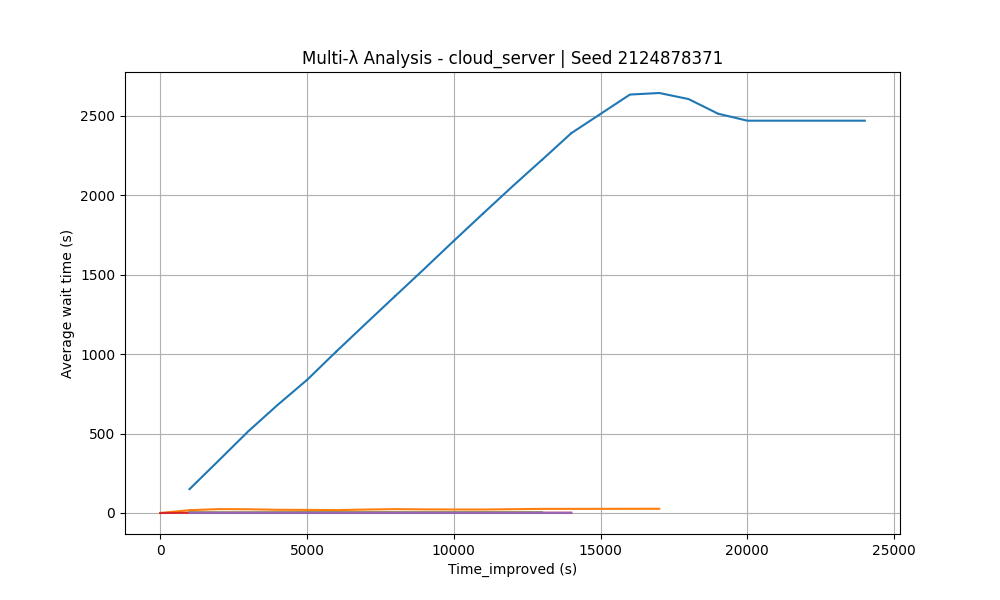 Multi-λ Analysis - cloud_server | Seed 2124878371
Average wait time (s)
2500
2000
1500
1000
500
0
0 5000 10000 15000 20000 25000
Time_improved (s)